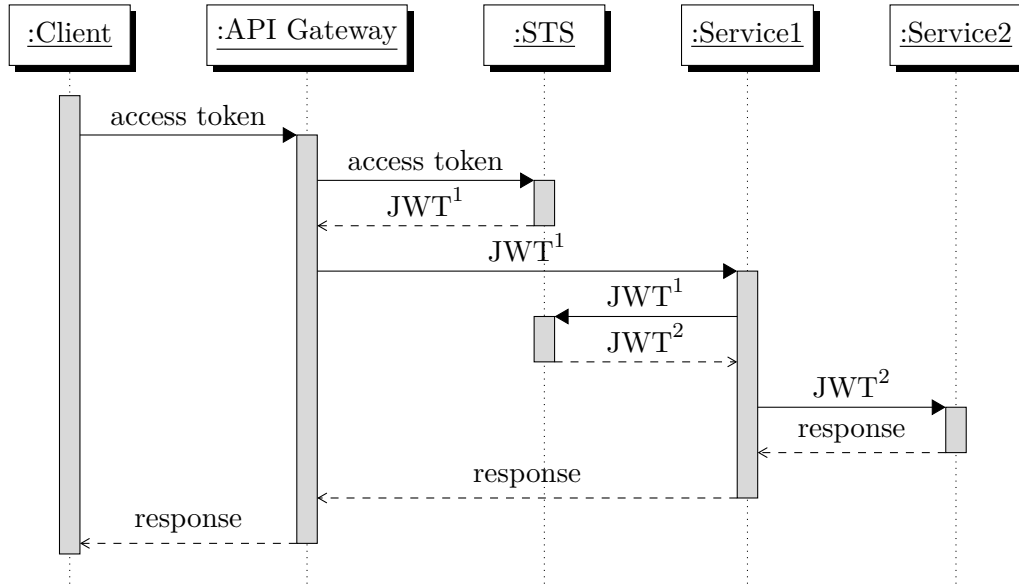 :Client
:API Gateway
:STS
:Service1
:Service2
access token
access token
JWT¹
JWT¹
JWT¹
JWT²
JWT²
response
response
response